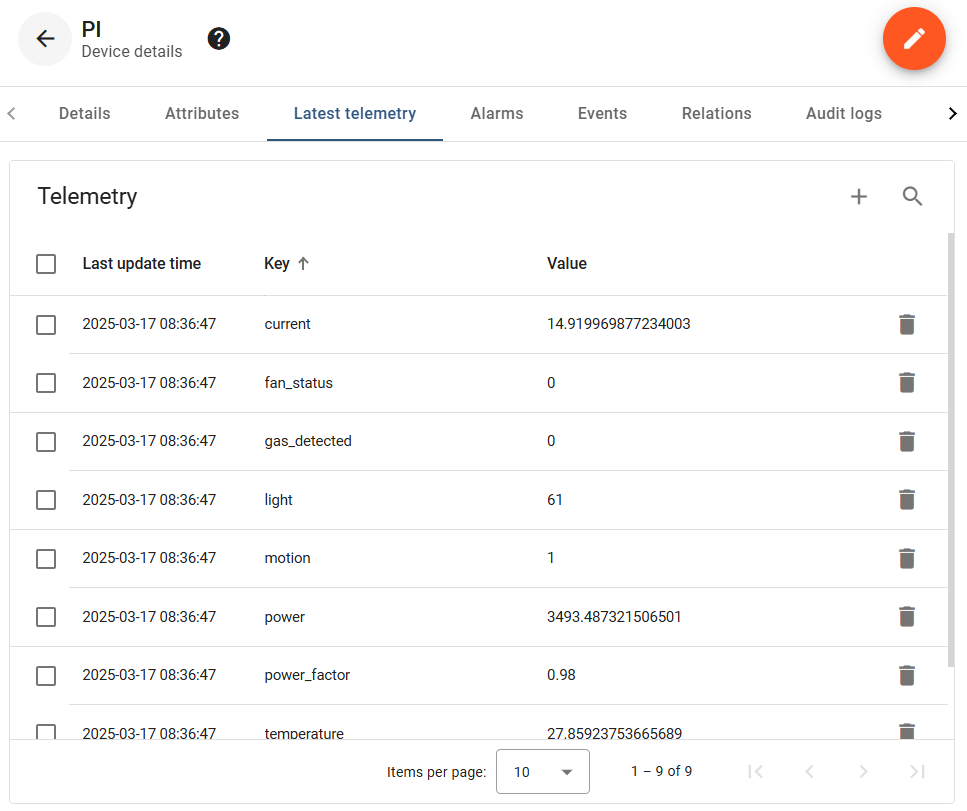 PI
Device details
Details Attributes Latest telemetry Alarms Events Relations Audit logs
Telemetry
Last update time Key Value
2025-03-17 08:36:47 current 14.919969877234003
2025-03-17 08:36:47 fan_status 0
2025-03-17 08:36:47 gas_detected 0
2025-03-17 08:36:47 light 61
2025-03-17 08:36:47 motion 1
2025-03-17 08:36:47 power 3493.487321506501
2025-03-17 08:36:47 power_factor 0.98
2025-03-17 08:36:47 temperature 27.85923753665689
Items per page: 10 1 – 9 of 9